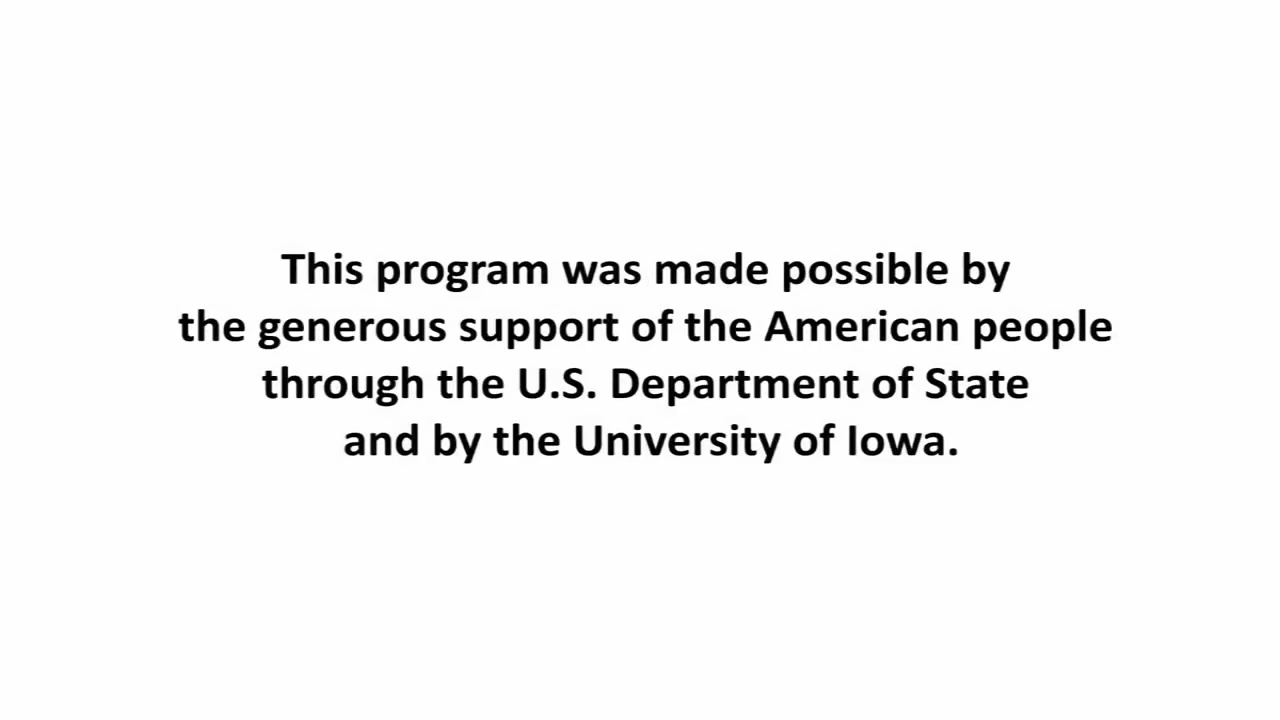 This program was made possible by
the generous support of the American people
through the U.S. Department of State
and by the University of Iowa.